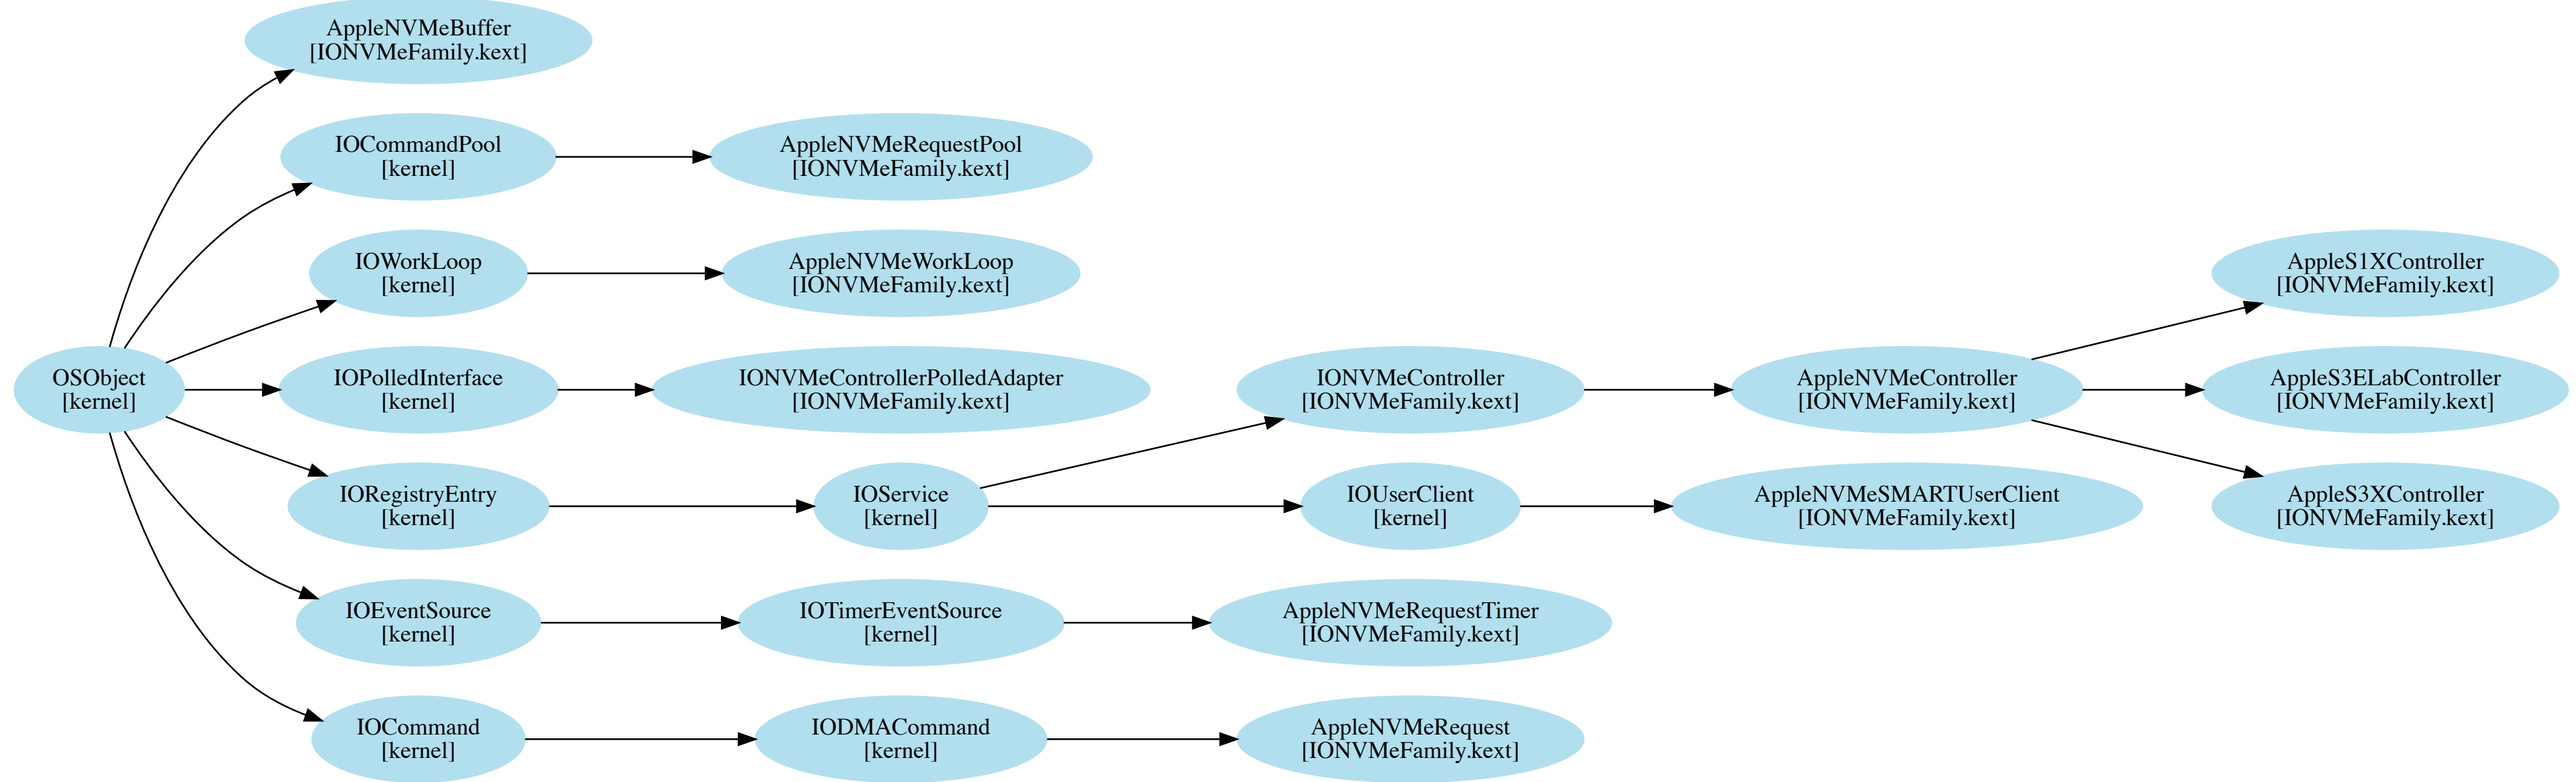 AppleNVMeBuffer
[IONVMeFamily.kext]
IOCommandPool
[kernel]
AppleNVMeRequestPool
[IONVMeFamily.kext]
IOWorkLoop
[kernel]
AppleNVMeWorkLoop
[IONVMeFamily.kext]
AppleS1XController
[IONVMeFamily.kext]
OSObject
[kernel]
IOPolledInterface
[kernel]
IONVMeControllerPolledAdapter
[IONVMeFamily.kext]
IONVMeController
[IONVMeFamily.kext]
AppleNVMeController
[IONVMeFamily.kext]
AppleS3ELabController
[IONVMeFamily.kext]
IORegistryEntry
[kernel]
IOService
[kernel]
IOUserClient
[kernel]
AppleNVMeSMARTUserClient
[IONVMeFamily.kext]
AppleS3XController
[IONVMeFamily.kext]
IOEventSource
[kernel]
IOTimerEventSource
[kernel]
AppleNVMeRequestTimer
[IONVMeFamily.kext]
IOCommand
[kernel]
IODMACommand
[kernel]
AppleNVMeRequest
[IONVMeFamily.kext]